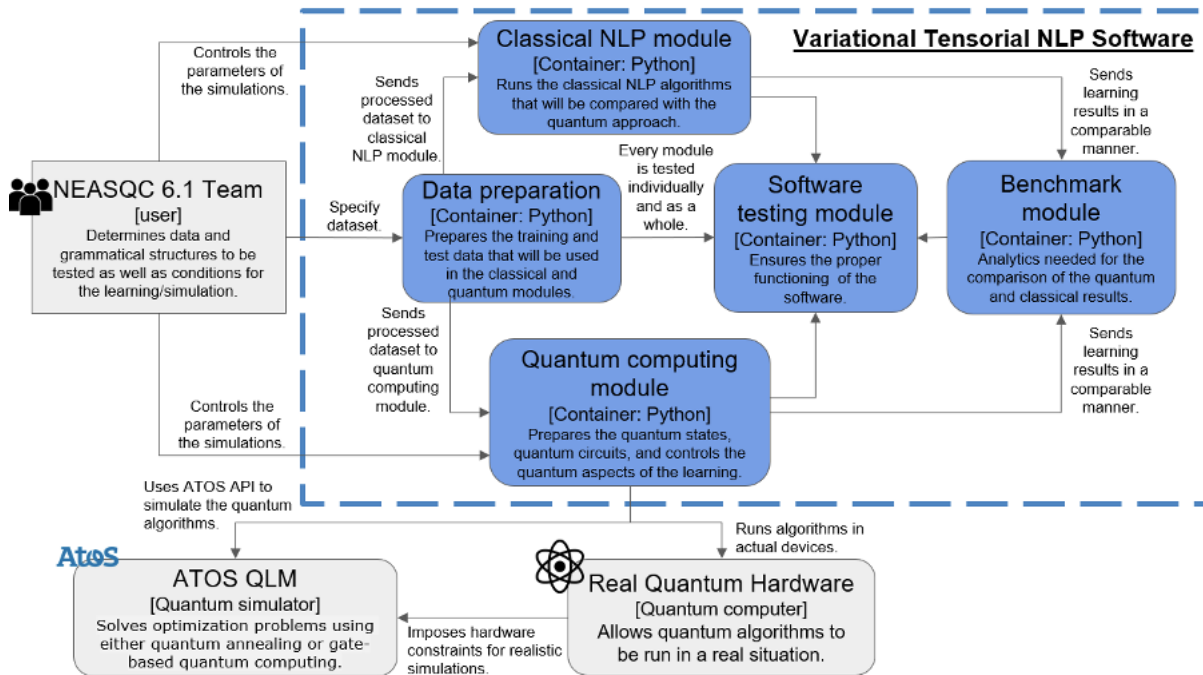 Variational Tensorial NLP Software
Classical NLP module
[Container: Python]
Runs the classical NLP algorithms
that will be compared with the
quantum approach.
Controls the
parameters of
the simulations.
Sends
processed
dataset to
classical
NLP module.
Sends
learning
results in a
comparable
manner.
Every module
is tested
individually
and as a
whole.
NEASQC 6.1 Team
[user]
Determines data and
grammatical structures to be
tested as well as conditions for
the learning/simulation.
Specify
dataset.
Data preparation
[Container: Python]
Prepares the training and
test data that will be used
in the classical and
quantum modules.
Software
testing module
[Container: Python]
Ensures the proper
functioning of the
software.
Benchmark
module
[Container: Python]
Analytics needed for the
comparison of the quantum
and classical results.
Sends
processed
dataset to
quantum
computing
module.
Sends
learning
results in a
comparable
manner.
Quantum computing
module
[Container: Python]
Prepares the quantum states,
quantum circuits, and controls the
quantum aspects of the learning.
Controls the
parameters of
the simulations.
Uses ATOS API to
simulate the quantum
algorithms.
Runs algorithms in
actual devices.
Atos
ATOS QLM
[Quantum simulator]
Solves optimization problems using
either quantum annealing or gate-
based quantum computing.
Imposes hardware
constraints for realistic
simulations.
Real Quantum Hardware
[Quantum computer]
Allows quantum algorithms to
be run in a real situation.